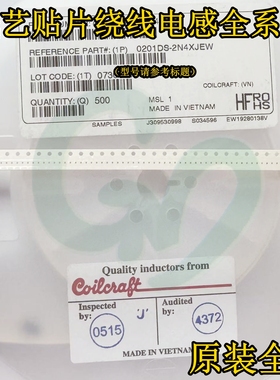 艺贴片绕线电感全系
REFERENCE PART#: (1P) 0201DS-2N4XJEW
LOT CODE: (1T) 073
（型号请参考标题）
COILCRAFT (VN)
QUANTITY: (Q) 500
MSL 1
MADE IN VIETNAM
HFRO
HS
SAMPLES J309530998 S034596 EW19280138V
Quality inductors from
Coilcraft
Inspected by: 0515
'J'
Audited by: 4372
MADE IN VIETNAM
原装全